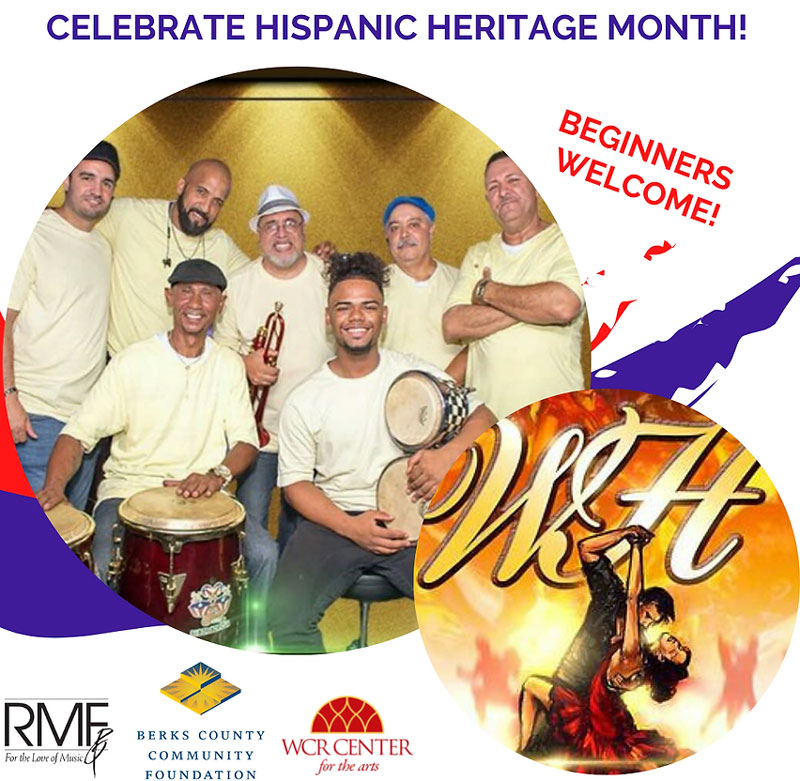 CELEBRATE HISPANIC HERITAGE MONTH!
BEGINNERS
WELCOME!
W&H
RMF
For the Love of Music
BERKS COUNTY
COMMUNITY
FOUNDATION
WCR CENTER
for the arts